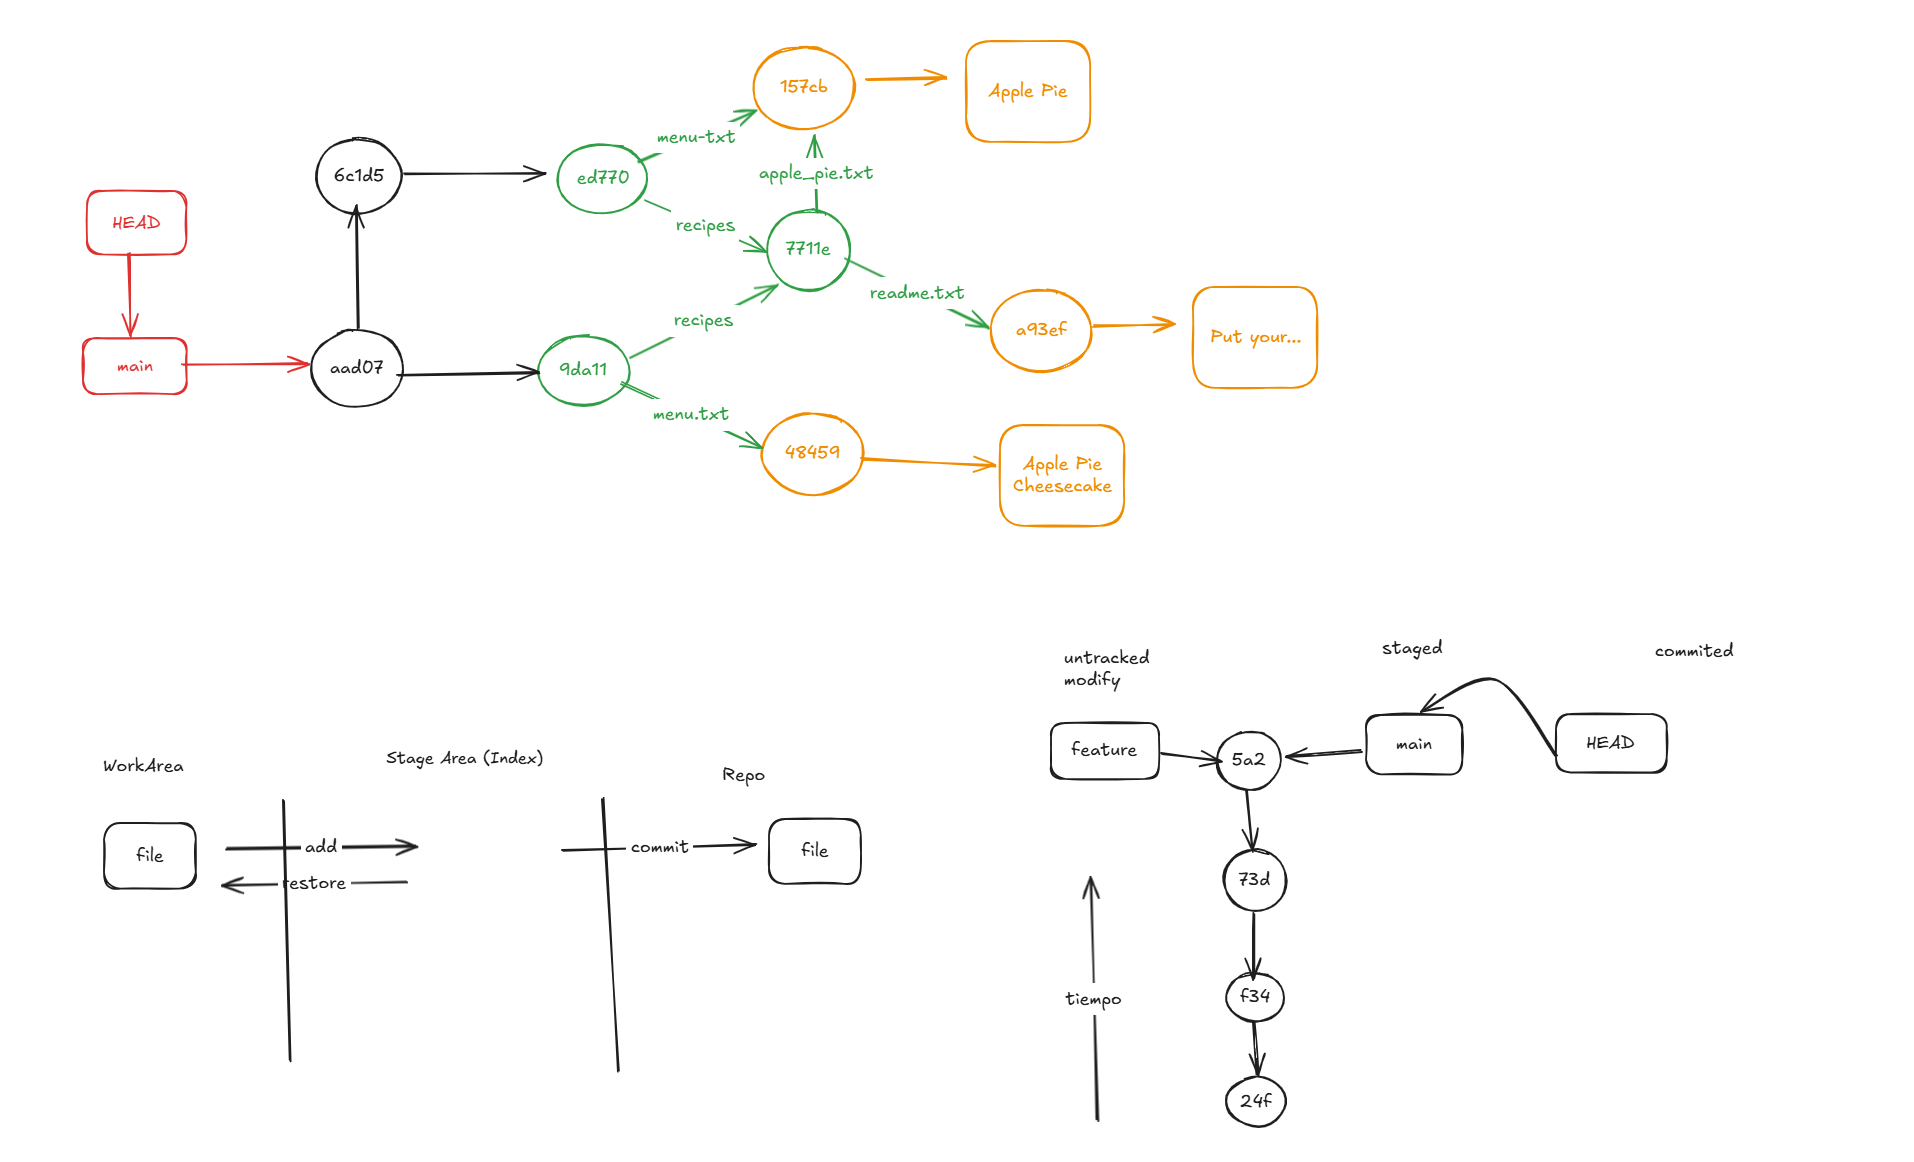 157cb
Apple Pie
menu-txt
6c1d5
ed770
apple_pie.txt
HEAD
recipes
7711e
readme.txt
recipes
a93ef
Put your...
main
aad07
9da11
menu.txt
48459
Apple Pie
Cheesecake
untracked
modify
staged
commited
feature
5a2
main
HEAD
WorkArea
Stage Area (Index)
Repo
file
add
restore
commit
file
73d
tiempo
f34
24f